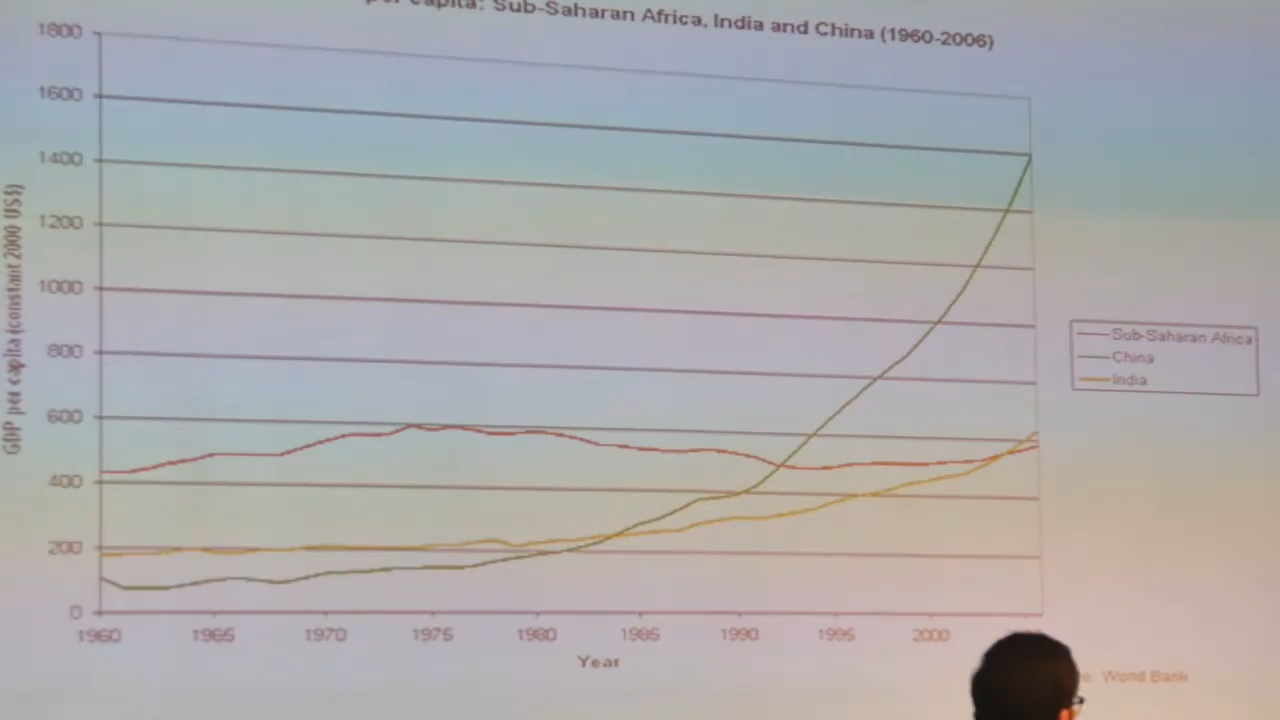 per capita: Sub-Saharan Africa, India and China (1960-2006)
1800
1600
1400
1200
1000
800
600
400
200
0
GDP per capita (constant 2000 US$)
1960 1965 1970 1975 1980 1985 1990 1995 2000
Year
Sub-Saharan Africa
China
India
World Bank